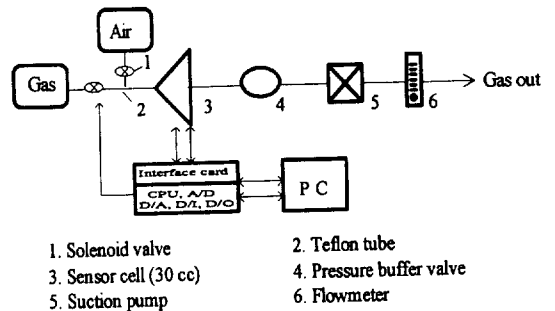 Air
1
Gas
2
3
4
5
6
Gas out
Interface card
CPU, A/D
D/A, D/I, D/O
P C
1. Solenoid valve
2. Teflon tube
3. Sensor cell (30 cc)
4. Pressure buffer valve
5. Suction pump
6. Flowmeter